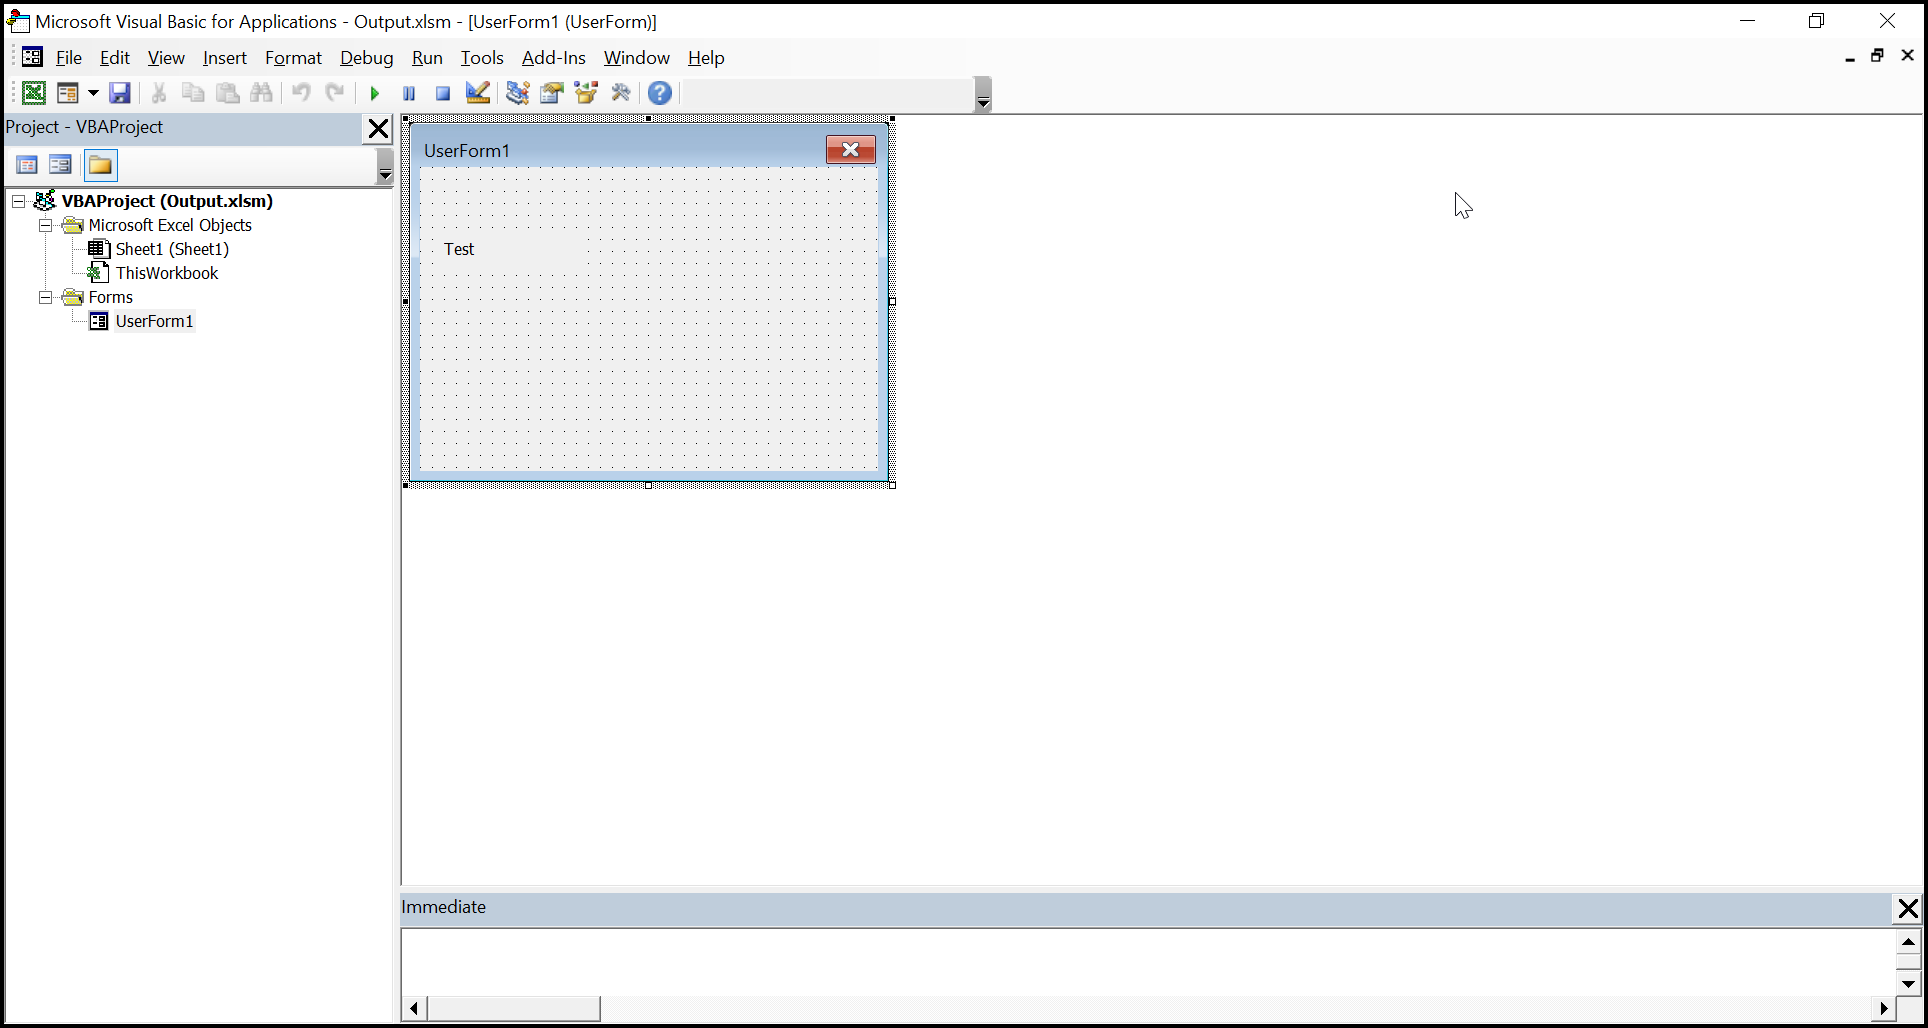 Microsoft Visual Basic for Applications - Output.xlsm - [UserForm1 (UserForm)]
File Edit View Insert Format Debug Run Tools Add-Ins Window Help
Project - VBAProject
VBAProject (Output.xlsm)
Microsoft Excel Objects
Sheet1 (Sheet1)
ThisWorkbook
Forms
UserForm1
UserForm1
Test
Immediate